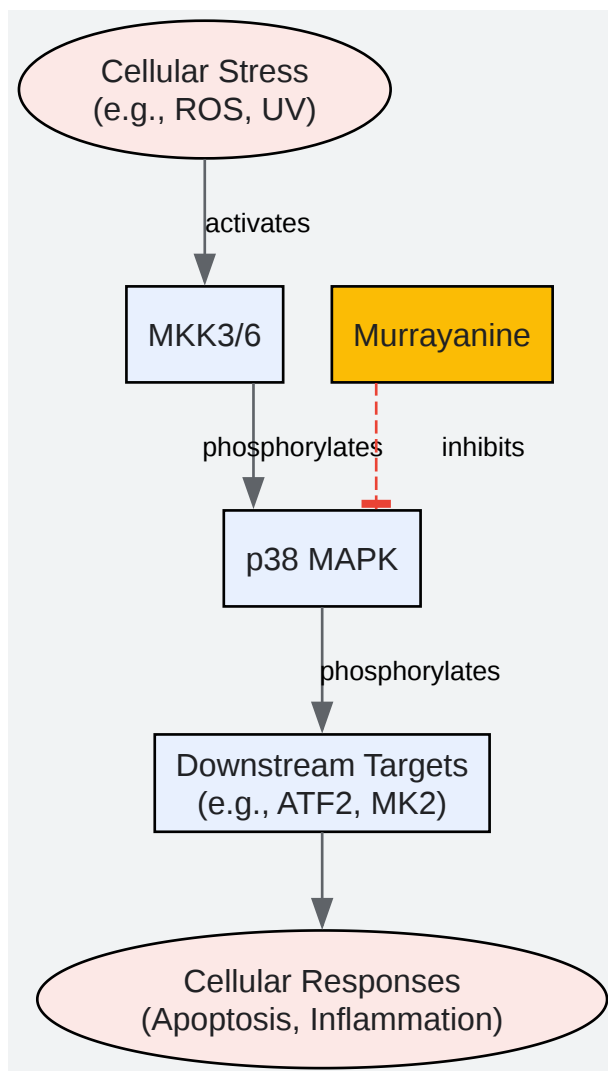 Cellular Stress
(e.g., ROS, UV)
activates
MKK3/6
Murrayanine
phosphorylates
inhibits
p38 MAPK
phosphorylates
Downstream Targets
(e.g., ATF2, MK2)
Cellular Responses
(Apoptosis, Inflammation)